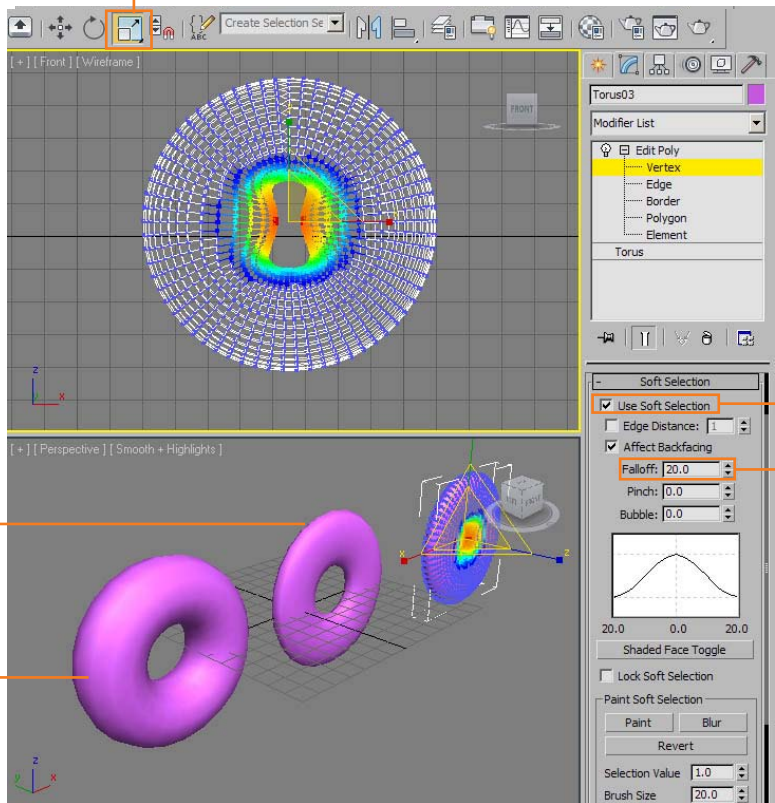 ABC
Create Selection Se
[ + ] [ Front ] [ Wireframe ]
FRONT
z
x
[ + ] [ Perspective ] [ Smooth + Highlights ]
x
z
z
y
x
Torus03
Modifier List
Edit Poly
Vertex
Edge
Border
Polygon
Element
Torus
- Soft Selection
Use Soft Selection
Edge Distance: 1
Affect Backfacing
Falloff: 20.0
Pinch: 0.0
Bubble: 0.0
20.0 0.0 20.0
Shaded Face Toggle
Lock Soft Selection
Paint Soft Selection
Paint Blur
Revert
Selection Value 1.0
Brush Size 20.0